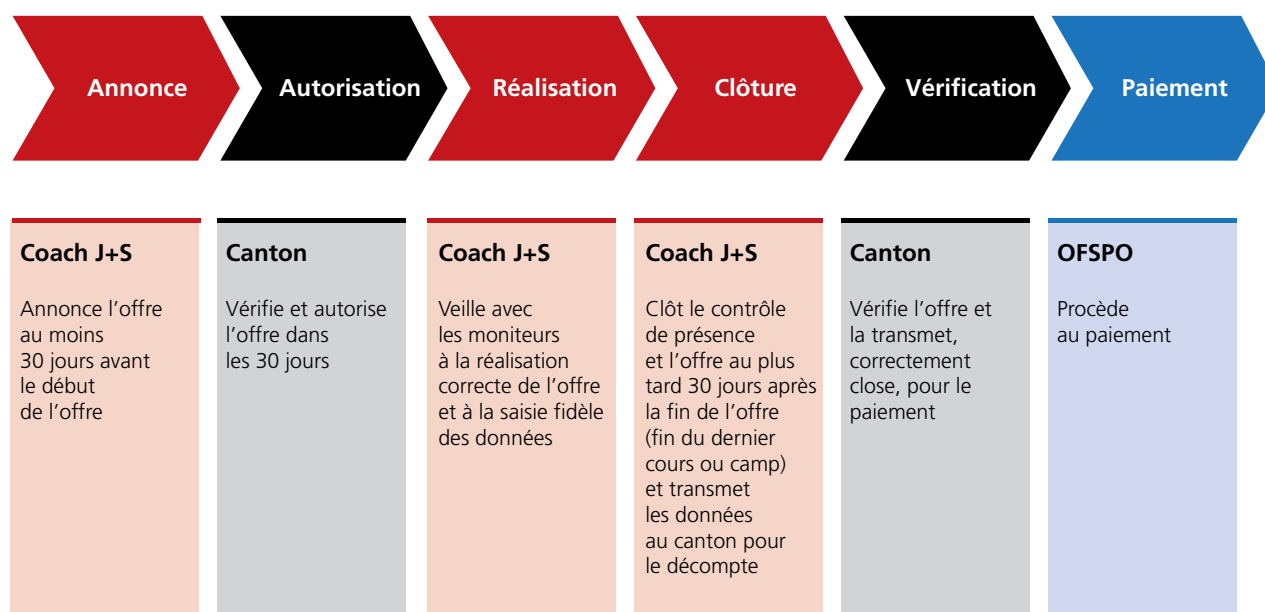 Annonce
Autorisation
Réalisation
Clôture
Vérification
Paiement
Coach J+S
Annonce l’offre
au moins
30 jours avant
le début
de l’offre
Canton
Vérifie et autorise
l’offre dans
les 30 jours
Coach J+S
Veille avec
les moniteurs
à la réalisation
correcte de l’offre
et à la saisie fidèle
des données
Coach J+S
Clôt le contrôle
de présence
et l’offre au plus
tard 30 jours après
la fin de l’offre
(fin du dernier
cours ou camp)
et transmet
les données
au canton pour
le décompte
Canton
Vérifie l’offre et
la transmet,
correctement
close, pour le
paiement
OFSPO
Procède
au paiement